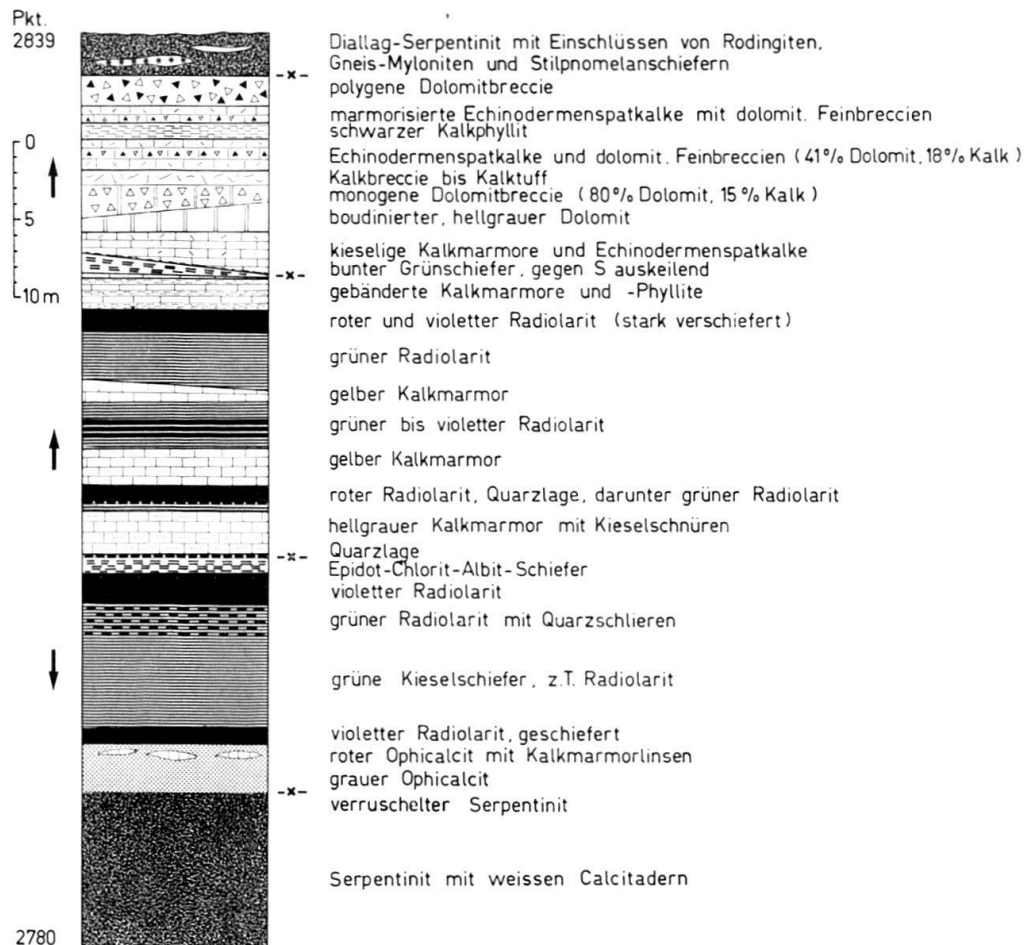 Pkt.
2839
Diallag-Serpentinit mit Einschlüssen von Rodingiten,
Gneis-Myloniten und Stilpnomelanschiefern
-x-
polygene Dolomitbreccie
marmorisierte Echinodermenspatkalke mit dolomit. Feinbreccien
schwarzer Kalkphyllit
0
Echinodermenspatkalke und dolomit. Feinbreccien (41% Dolomit, 18% Kalk)
Kalkbreccie bis Kalktuff
monogene Dolomitbreccie (80% Dolomit, 15% Kalk)
5
boudinierter, hellgrauer Dolomit
kieselige Kalkmarmore und Echinodermenspatkalke
-x-
bunter Grünschiefer, gegen S auskeilend
10m
gebänderte Kalkmarmore und -Phyllite
roter und violetter Radiolarit (stark verschiefert)
grüner Radiolarit
gelber Kalkmarmor
grüner bis violetter Radiolarit
gelber Kalkmarmor
roter Radiolarit, Quarzlage, darunter grüner Radiolarit
hellgrauer Kalkmarmor mit Kieselschnüren
-x-
Quarzlage
Epidot-Chlorit-Albit-Schiefer
violetter Radiolarit
grüner Radiolarit mit Quarzschlieren
grüne Kieselschiefer, z.T. Radiolarit
violetter Radiolarit, geschiefert
roter Ophicalcit mit Kalkmarmorlinsen
grauer Ophicalcit
-x-
verruschelter Serpentinit
Serpentinit mit weissen Calcitadern
2780